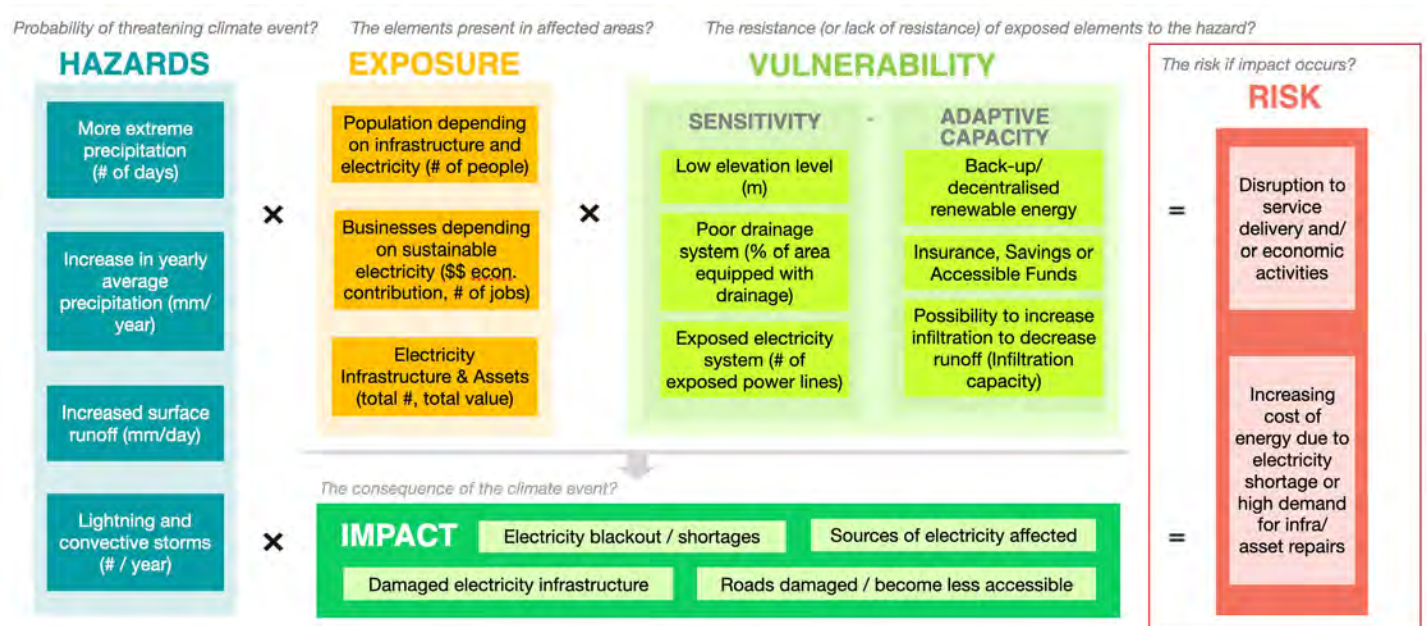 Probability of threatening climate event?
HAZARDS
More extreme
precipitation
(# of days)
Increase in yearly
average
precipitation (mm/
year)
Increased surface
runoff (mm/day)
Lightning and
convective storms
(# / year)
×
×
The elements present in affected areas?
EXPOSURE
Population depending
on infrastructure and
electricity (# of people)
Businesses depending
on sustainable
electricity ($$ econ.
contribution, # of jobs)
Electricity
Infrastructure & Assets
(total #, total value)
×
The resistance (or lack of resistance) of exposed elements to the hazard?
VULNERABILITY
SENSITIVITY
Low elevation level
(m)
Poor drainage
system (% of area
equipped with
drainage)
Exposed electricity
system (# of
exposed power lines)
-
ADAPTIVE
CAPACITY
Back-up/
decentralised
renewable energy
Insurance, Savings or
Accessible Funds
Possibility to increase
infiltration to decrease
runoff (Infiltration
capacity)
The consequence of the climate event?
IMPACT
Electricity blackout / shortages
Sources of electricity affected
Damaged electricity infrastructure
Roads damaged / become less accessible
=
=
The risk if impact occurs?
RISK
Disruption to
service
delivery and/
or economic
activities
Increasing
cost of
energy due to
electricity
shortage or
high demand
for infra/
asset repairs